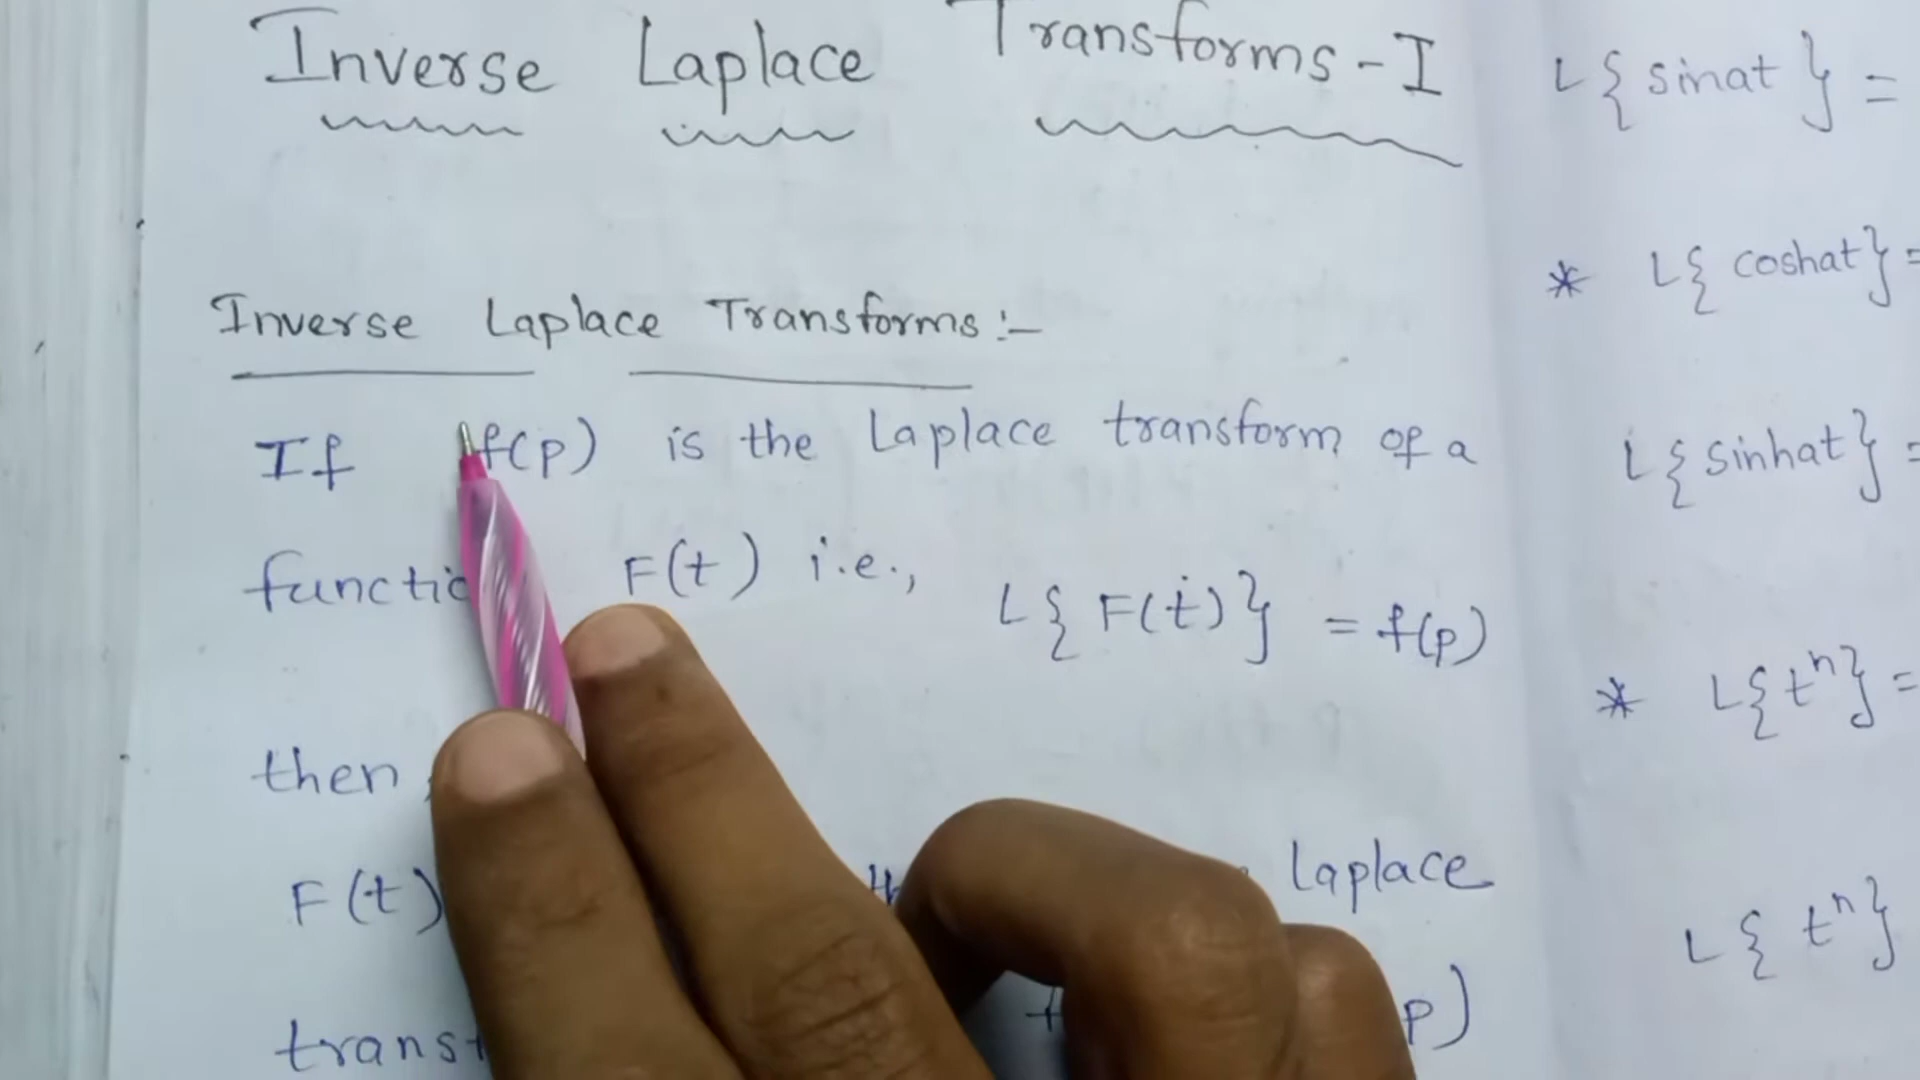 Inverse Laplace Transforms - I
Inverse Laplace Transforms :-
If f(p) is the Laplace transform of a
F(t) i.e., L{F(t)} = f(p)
then
F(t) Laplace
p)
L{sinat} =
* L{coshat} =
L{sinhat} =
* L{tⁿ} =
L{tⁿ}